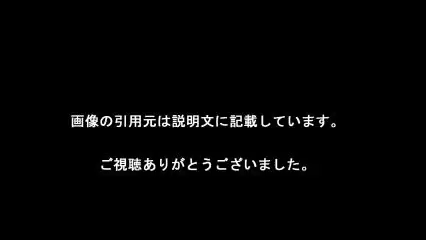 画像の引用元は説明文に記載しています。
ご視聴ありがとうございました。